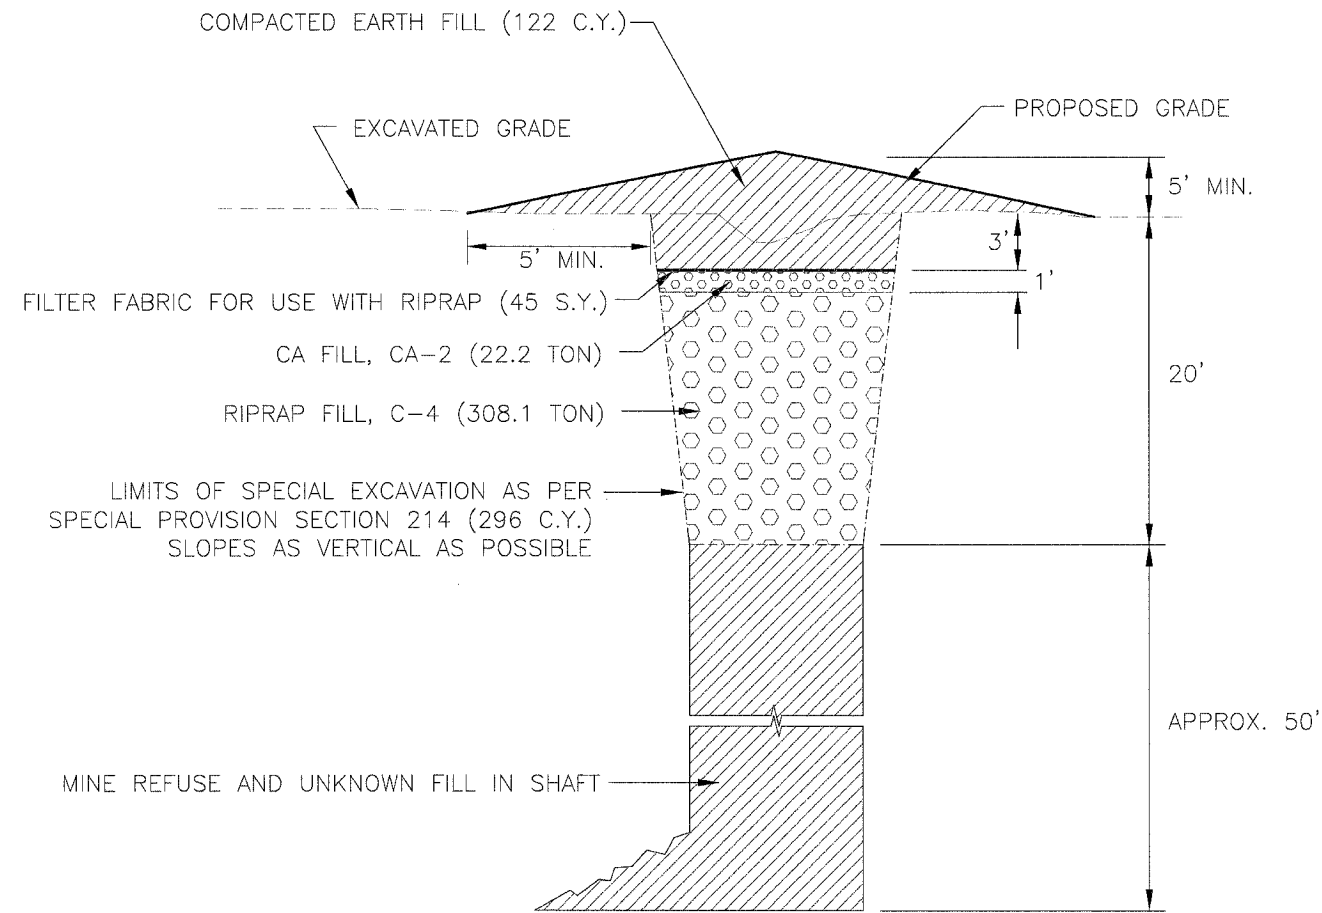 COMPACTED EARTH FILL (122 C.Y.)
PROPOSED GRADE
EXCAVATED GRADE
5' MIN.
3'
5' MIN.
1'
FILTER FABRIC FOR USE WITH RIPRAP (45 S.Y.)
CA FILL, CA-2 (22.2 TON)
20'
RIPRAP FILL, C-4 (308.1 TON)
LIMITS OF SPECIAL EXCAVATION AS PER
SPECIAL PROVISION SECTION 214 (296 C.Y.)
SLOPES AS VERTICAL AS POSSIBLE
APPROX. 50'
MINE REFUSE AND UNKNOWN FILL IN SHAFT